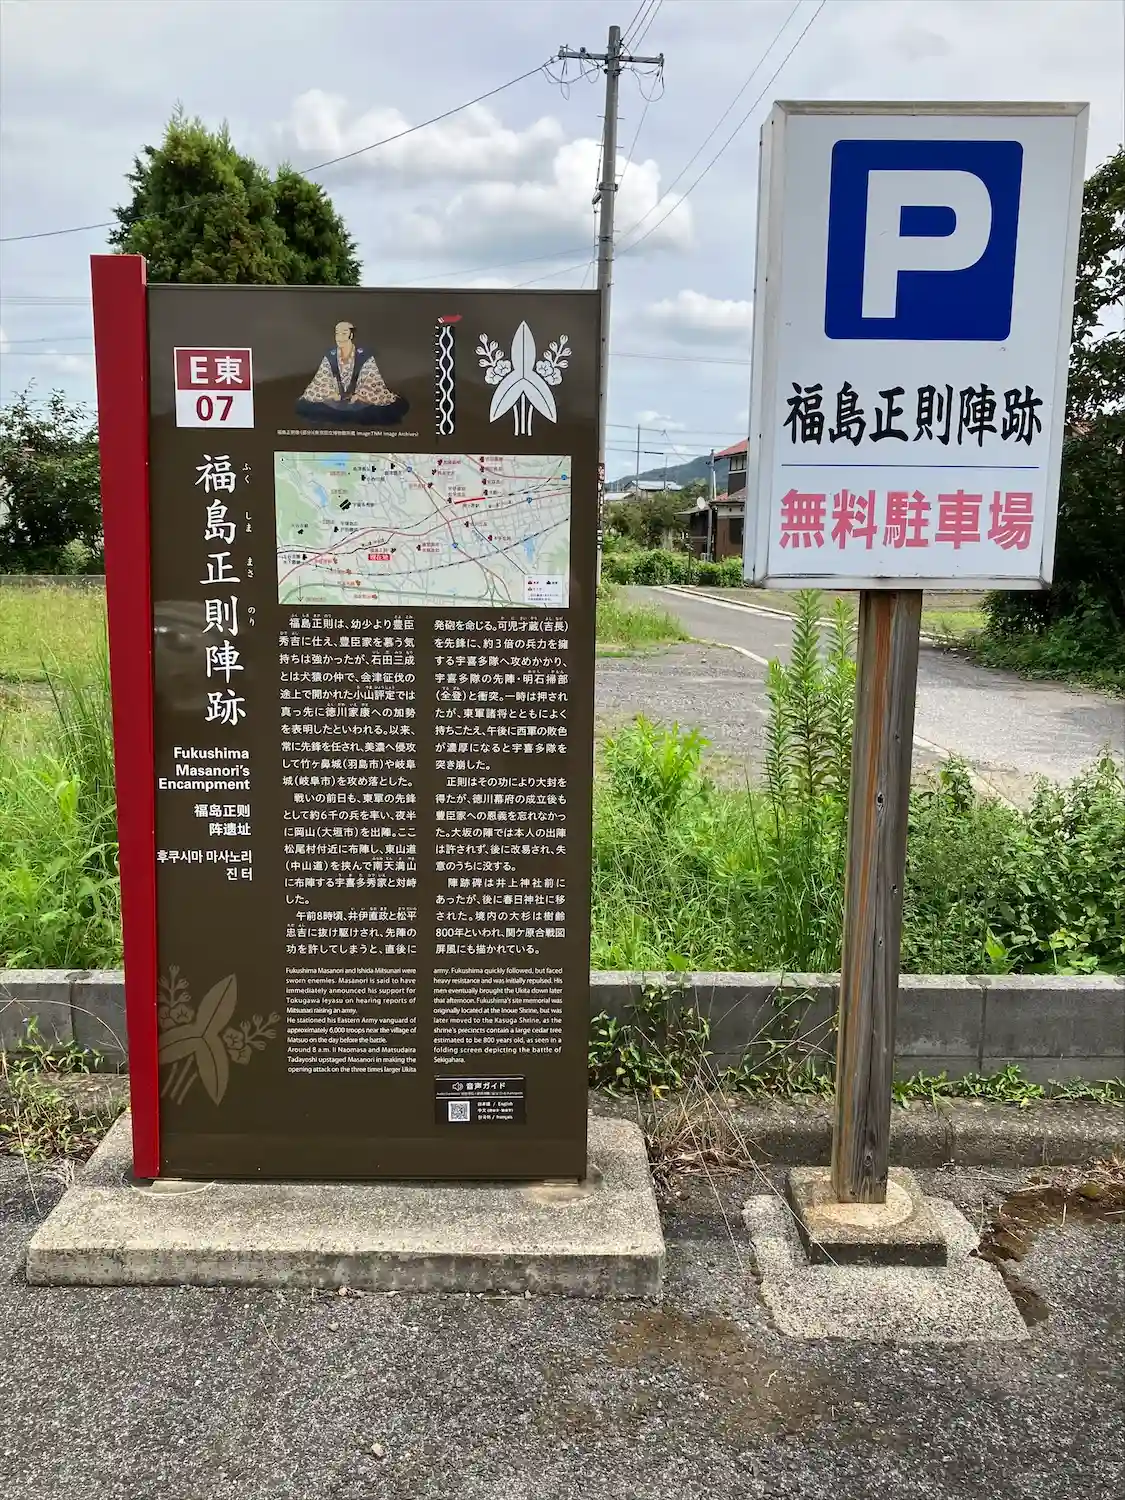 E東
07
福島正則陣跡
ふく しま まさ のり
Fukushima
Masanori's
Encampment
福岛正则
阵遗址
후쿠시마 마사노리
진 터
現在地
福島正則は、幼少より豊臣
秀吉に仕え、豊臣家を慕う気
持ちは強かったが、石田三成
とは犬猿の仲で、会津征伐の
途上で開かれた小山評定では
真っ先に徳川家康への加勢
を表明したといわれる。以来、
常に先鋒を任され、美濃へ侵攻
して竹ヶ鼻城(羽島市)や岐阜
城(岐阜市)を攻め落とした。
戦いの前日も、東軍の先鋒
として約6千の兵を率い、夜半
に岡山(大垣市)を出陣。ここ
松尾村付近に布陣し、東山道
(中山道)を挟んで南天満山
に布陣する宇喜多秀家と対峙
した。
午前8時頃、井伊直政と松平
忠吉に抜け駆けされ、先陣の
功を許してしまうと、直後に
発砲を命じる。可児才蔵(吉長)
を先鋒に、約3倍の兵力を擁
する宇喜多隊へ攻めかかり、
宇喜多隊の先陣・明石掃部
(全登)と衝突。一時は押され
たが、東軍諸将とともによく
持ちこたえ、午後に西軍の敗色
が濃厚になると宇喜多隊を
突き崩した。
正則はその功により大封を
得たが、徳川幕府の成立後も
豊臣家への恩義を忘れなかっ
た。大坂の陣では本人の出陣
は許されず、後に改易され、失
意のうちに没する。
陣跡碑は井上神社前に
あったが、後に春日神社に移
された。境内の大杉は樹齢
800年といわれ、関ケ原合戦図
屏風にも描かれている。
Fukushima Masanori and Ishida Mitsunari were
sworn enemies. Masanori is said to have
immediately announced his support for
Tokugawa Ieyasu on hearing reports of
Mitsunari raising an army.
He stationed his Eastern Army vanguard of
approximately 6,000 troops near the village of
Matsuo on the day before the battle.
Around 8 a.m. Ii Naomasa and Matsudaira
Tadayoshi upstaged Masanori in making the
opening attack on the three times larger Ukita
army. Fukushima quickly followed, but faced
heavy resistance and was initially repulsed. His
men eventually brought the Ukita down later
that afternoon. Fukushima's site memorial was
originally located at the Inoue Shrine, but was
later moved to the Kasuga Shrine, as the
shrine's precincts contain a large cedar tree
estimated to be 800 years old, as seen in a
folding screen depicting the battle of
Sekigahara.
音声ガイド
日本語 / English
한국어 / français
P
福島正則陣跡
無料駐車場